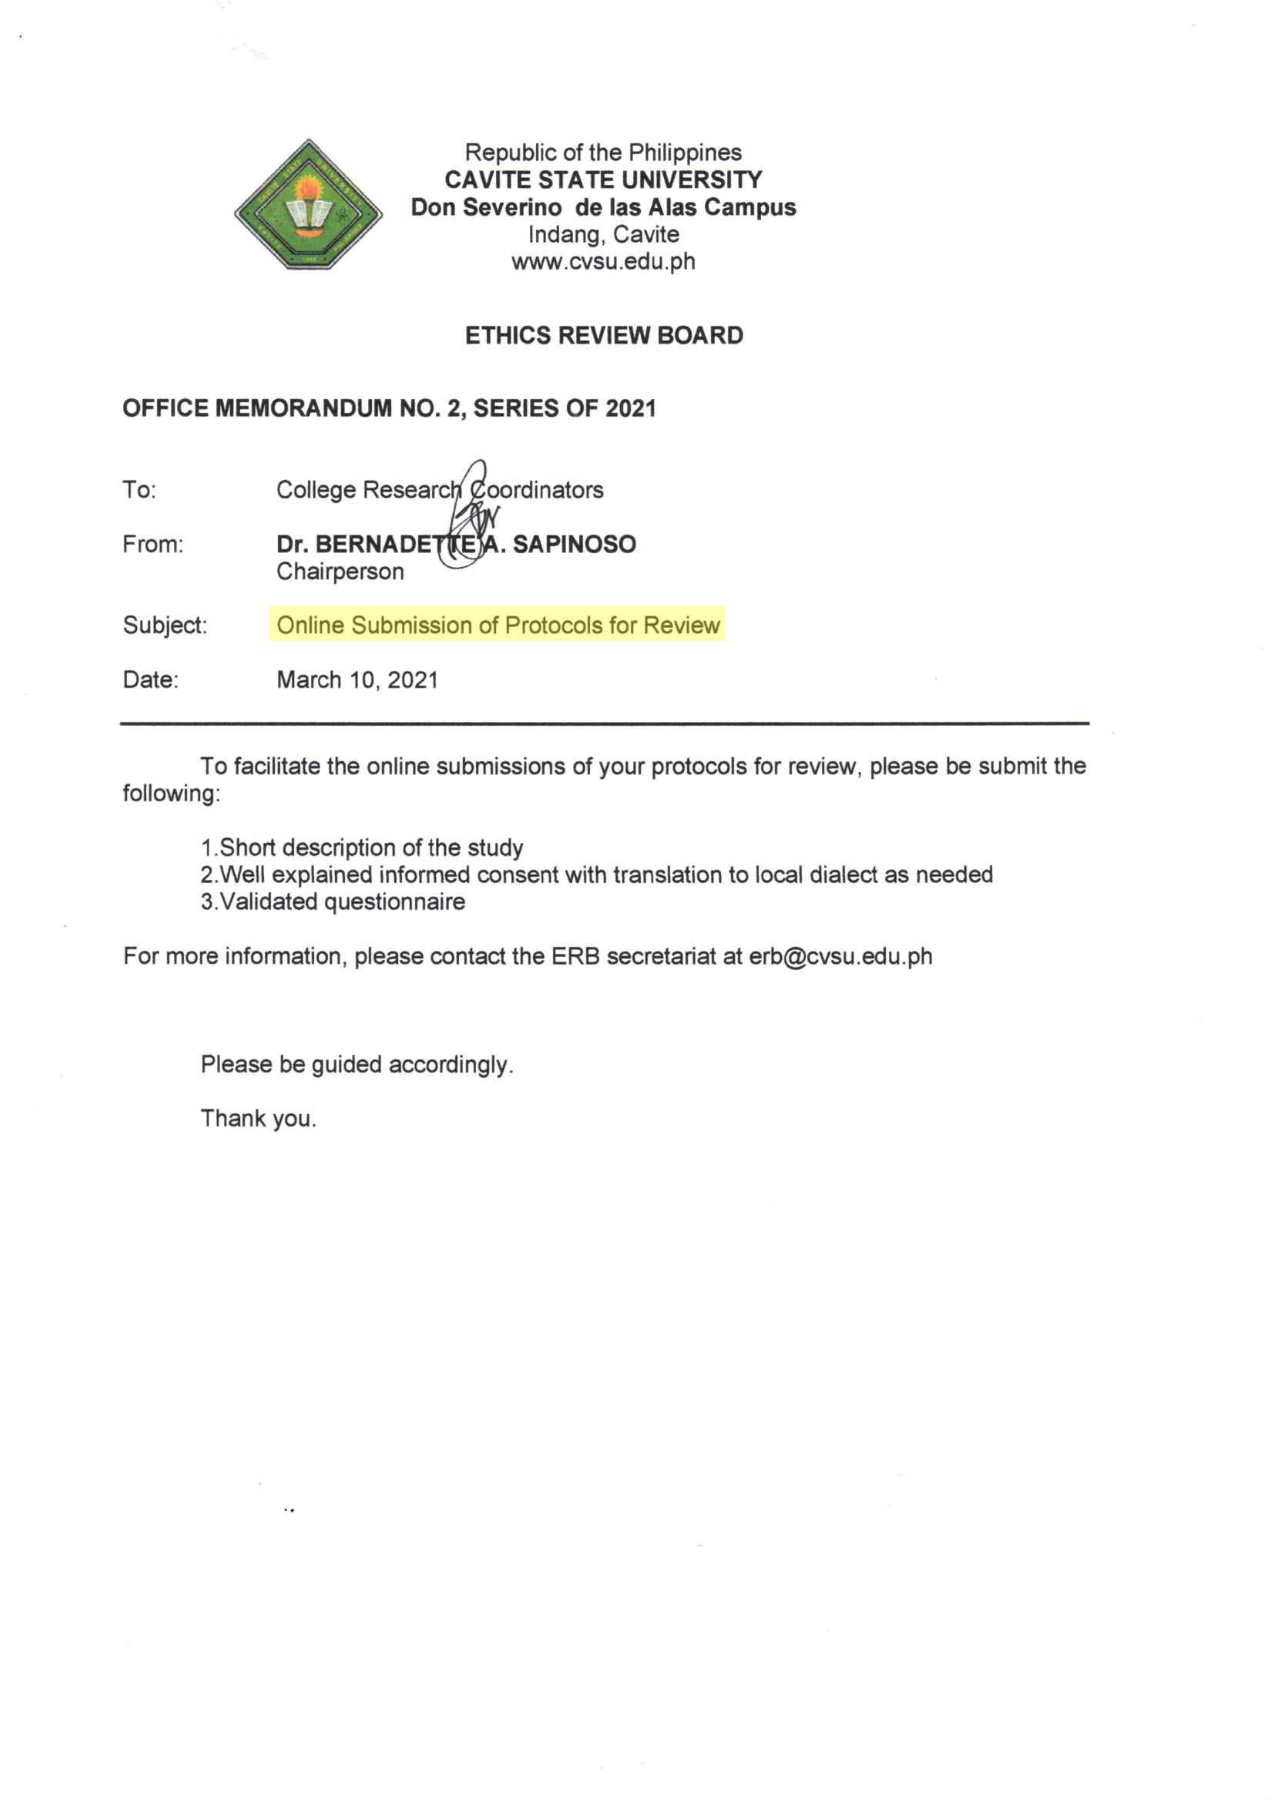 Republic of the Philippines
CAVITE STATE UNIVERSITY
Don Severino de las Alas Campus
Indang, Cavite
www.cvsu.edu.ph
ETHICS REVIEW BOARD
OFFICE MEMORANDUM NO. 2, SERIES OF 2021
To: College Research Coordinators
From: Dr. BERNADETTE A. SAPINOSO
Chairperson
Subject: Online Submission of Protocols for Review
Date: March 10, 2021
To facilitate the online submissions of your protocols for review, please be submit the
following:
1.Short description of the study
2.Well explained informed consent with translation to local dialect as needed
3.Validated questionnaire
For more information, please contact the ERB secretariat at erb@cvsu.edu.ph
Please be guided accordingly.
Thank you.